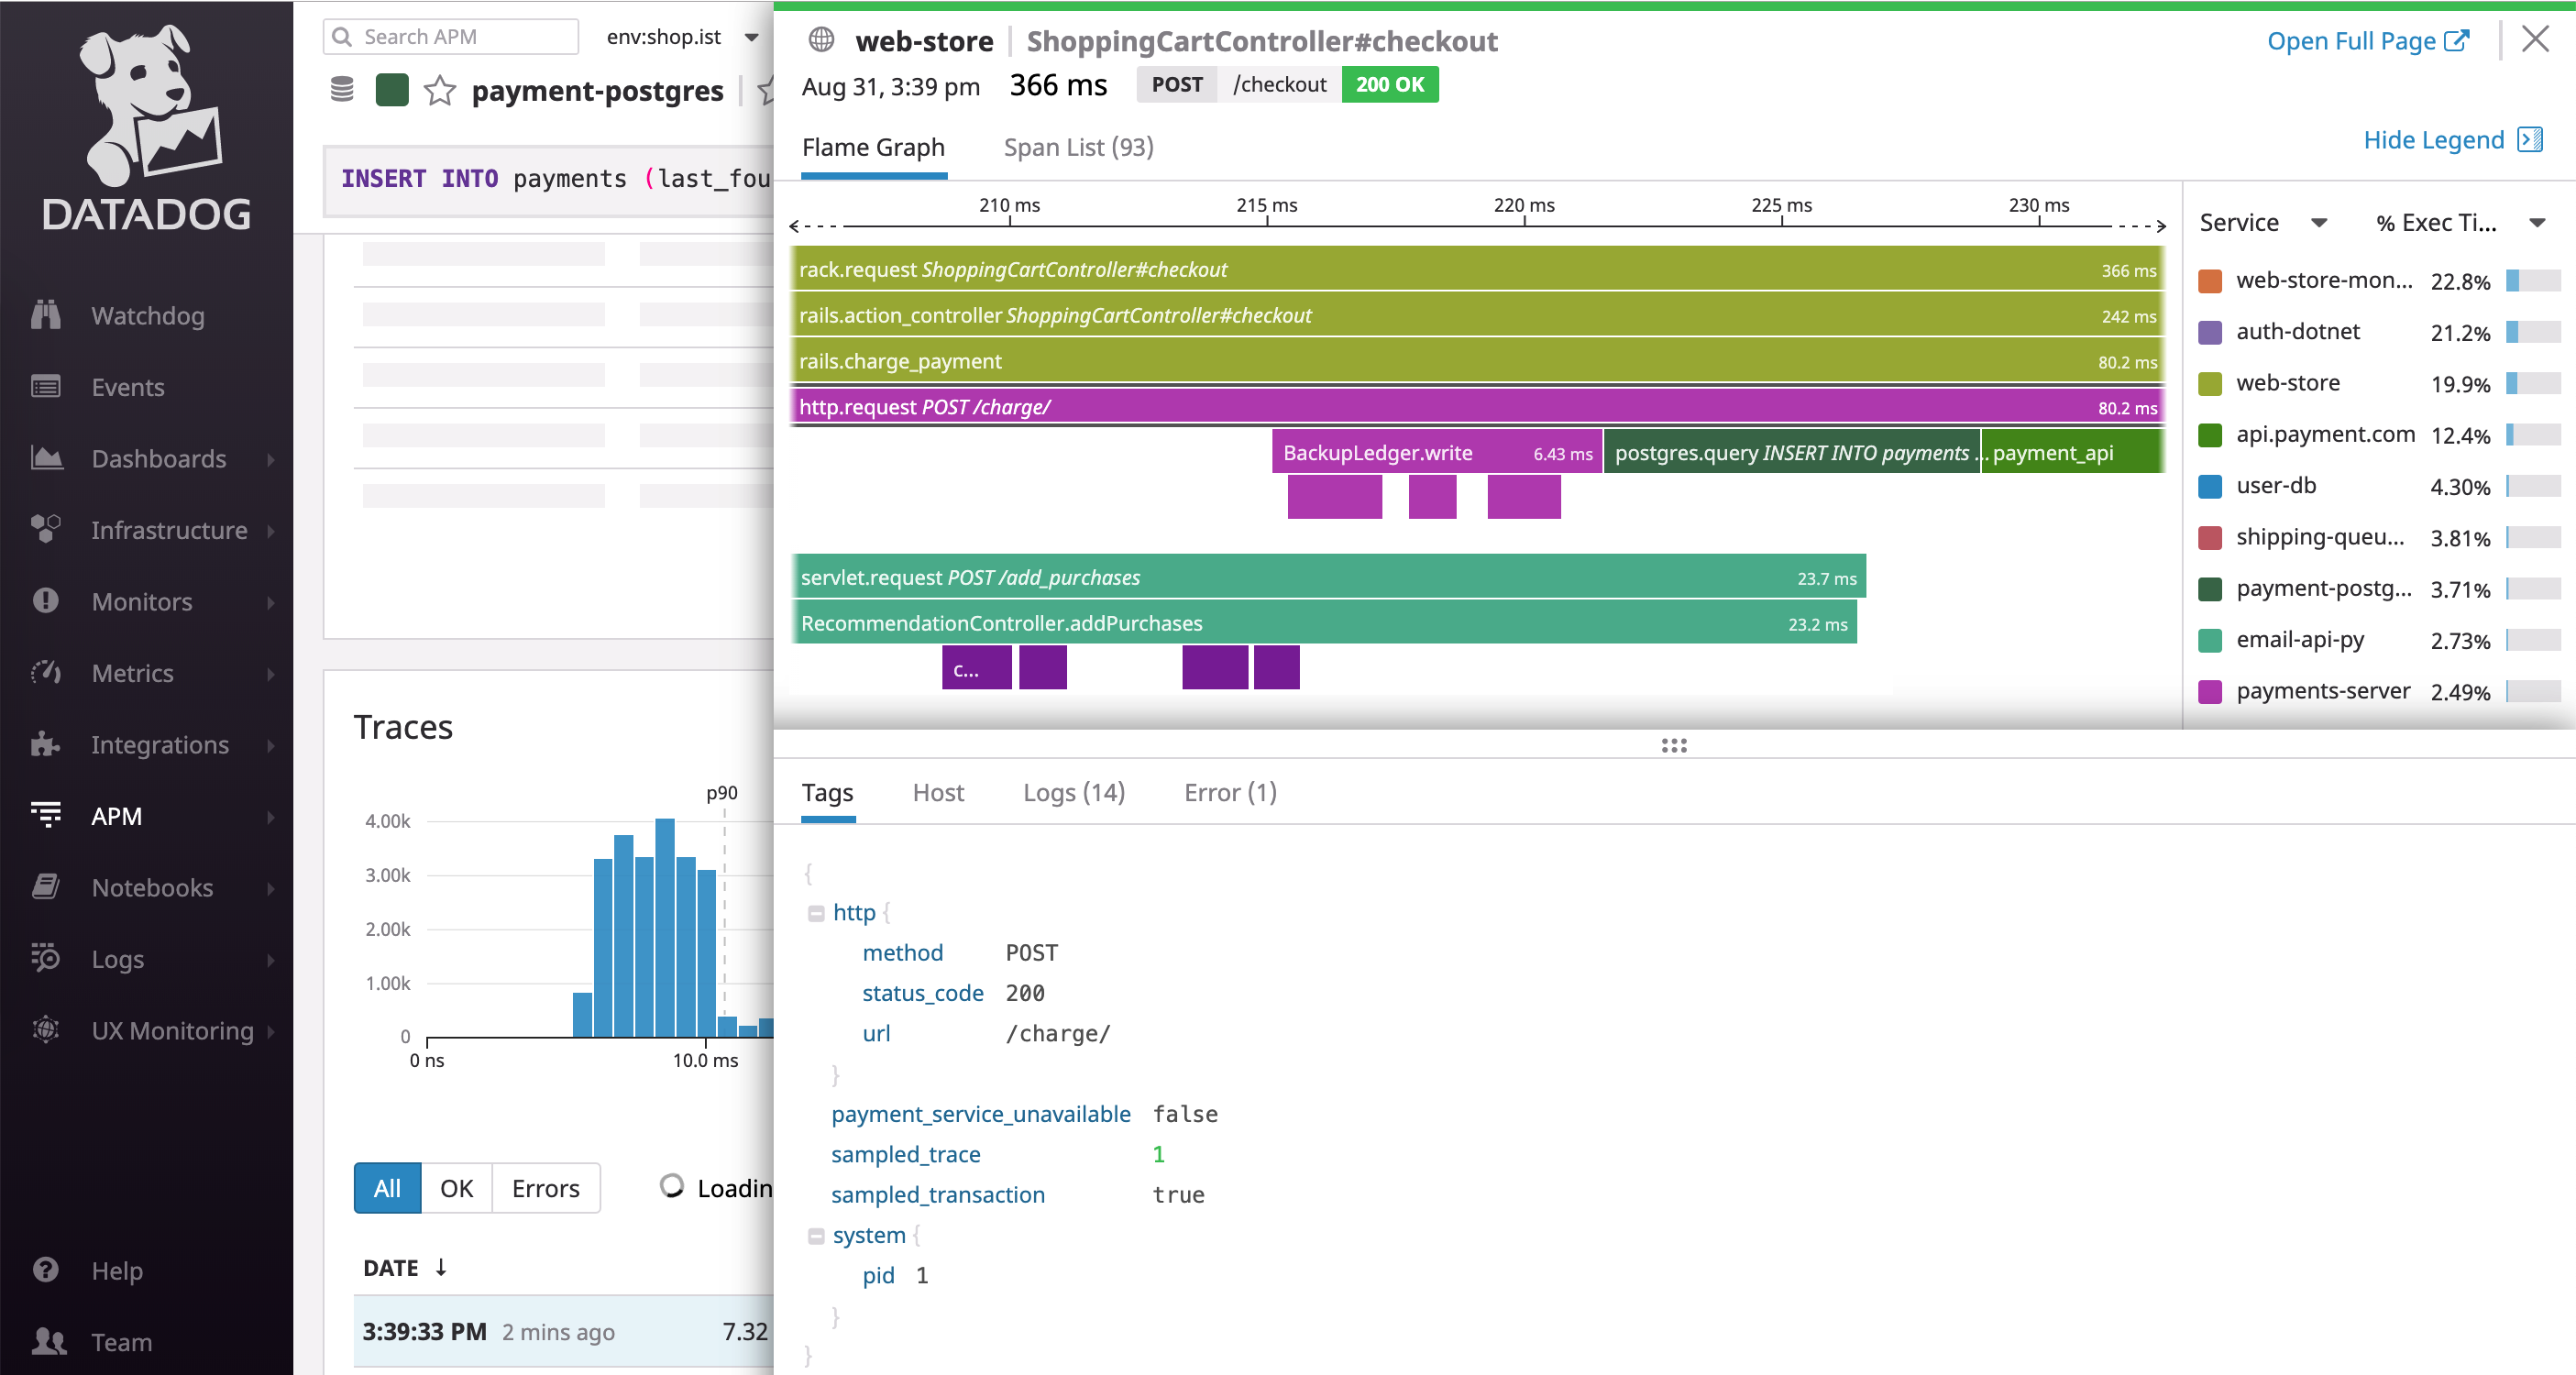 DATADOG
Watchdog
Events
Dashboards
Infrastructure
Monitors
Metrics
Integrations
APM
Notebooks
Logs
UX Monitoring
Help
Team
Search APM
env:shop.ist
payment-postgres
INSERT INTO payments (last_fou
Traces
p90
4.00k
3.00k
2.00k
1.00k
0
0 ns
10.0 ms
All
OK
Errors
Loadin
DATE ↓
3:39:33 PM 2 mins ago 7.32
web-store ShoppingCartController#checkout
Open Full Page
Aug 31, 3:39 pm 366 ms POST /checkout 200 OK
Flame Graph
Span List (93)
Hide Legend
210 ms 215 ms 220 ms 225 ms 230 ms
rack.request ShoppingCartController#checkout 366 ms
rails.action_controller ShoppingCartController#checkout 242 ms
rails.charge_payment 80.2 ms
http.request POST /charge/ 80.2 ms
BackupLedger.write 6.43 ms postgres.query INSERT INTO payments ... payment_api
servlet.request POST /add_purchases 23.7 ms
RecommendationController.addPurchases 23.2 ms
c...
Service % Exec Ti...
web-store-mon... 22.8%
auth-dotnet 21.2%
web-store 19.9%
api.payment.com 12.4%
user-db 4.30%
shipping-queu... 3.81%
payment-postg... 3.71%
email-api-py 2.73%
payments-server 2.49%
Tags
Host
Logs (14)
Error (1)
{
http {
method POST
status_code 200
url /charge/
}
payment_service_unavailable false
sampled_trace 1
sampled_transaction true
system {
pid 1
}
}